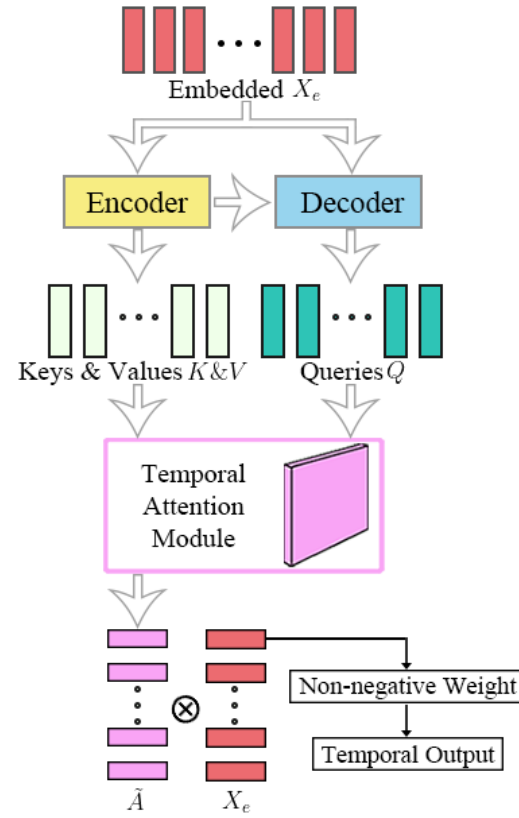 Embedded X_e
Encoder
Decoder
Keys & Values K&V
Queries Q
Temporal
Attention
Module
Non-negative Weight
Temporal Output
Ã
X_e